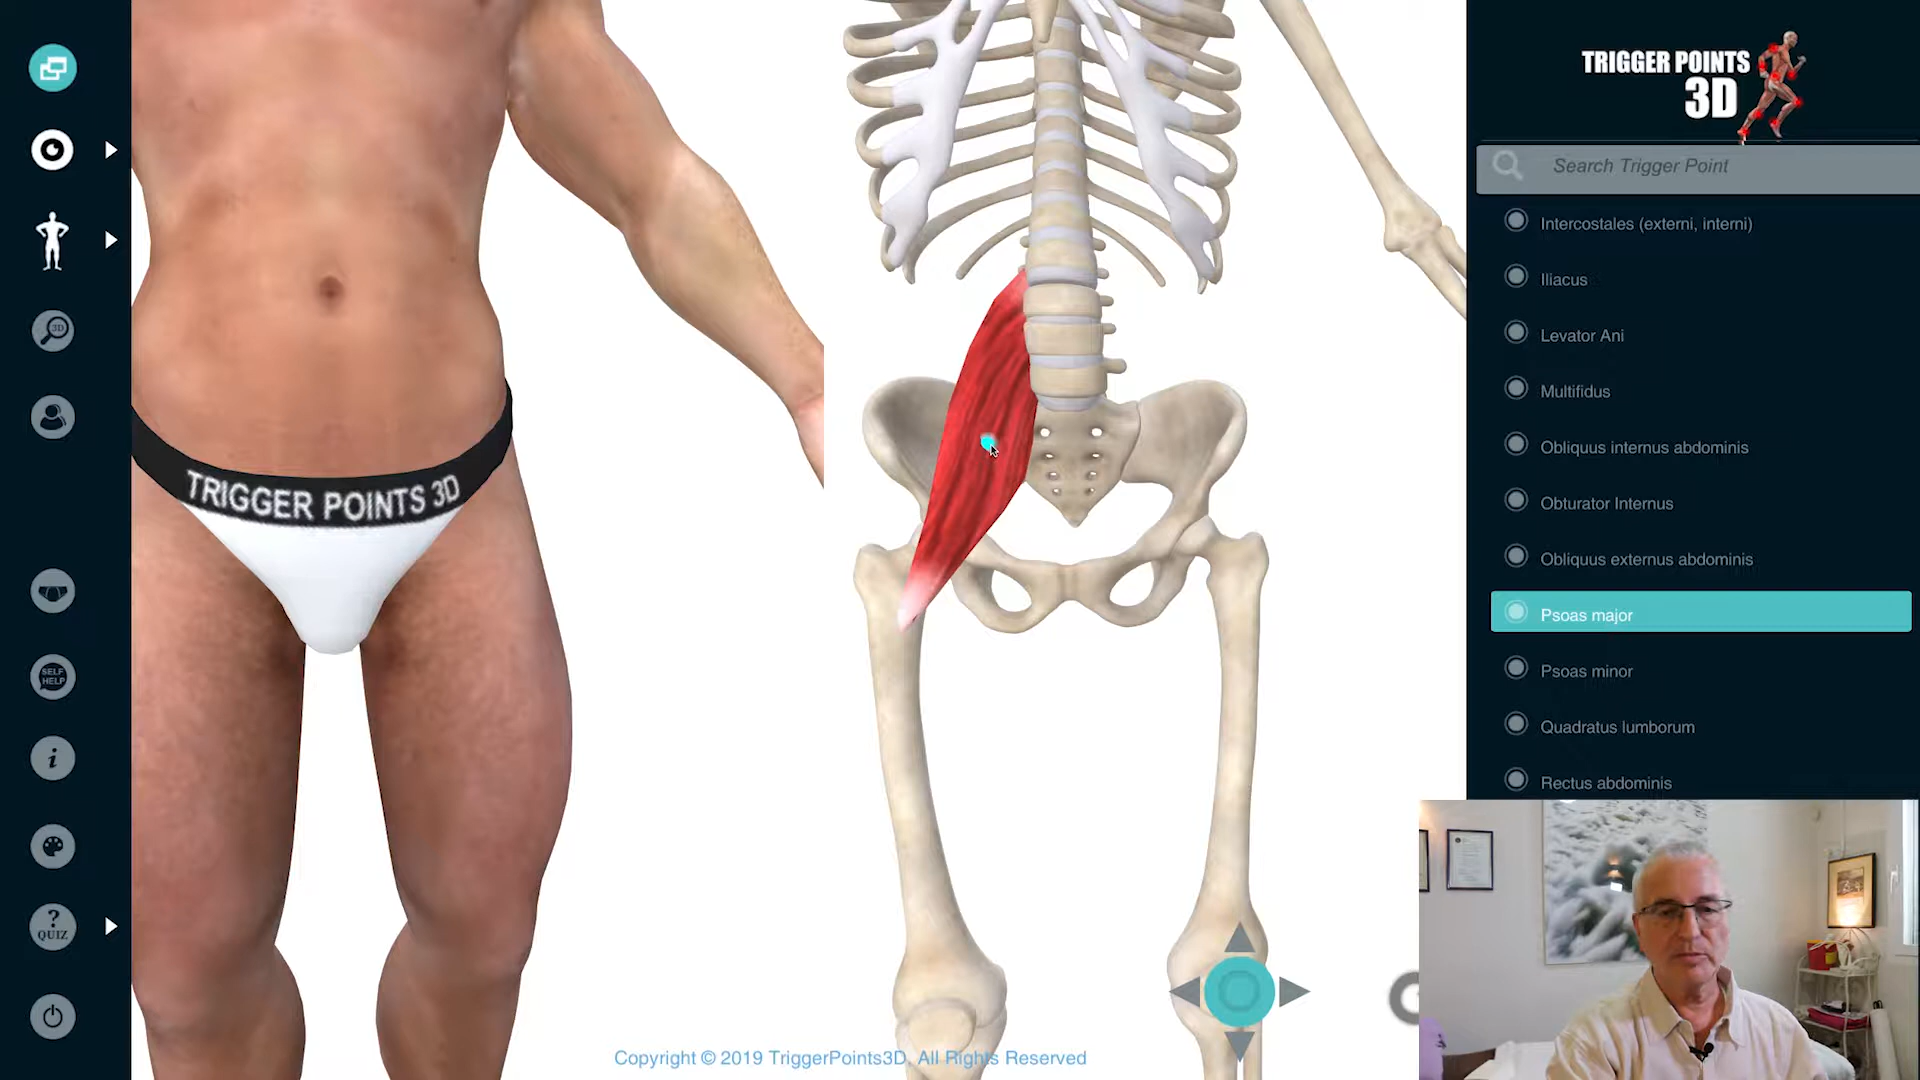 TRIGGER POINTS
3D
Search Trigger Point
Intercostales (externi, interni)
Iliacus
Levator Ani
Multifidus
Obliquus internus abdominis
Obturator Internus
Obliquus externus abdominis
Psoas major
Psoas minor
Quadratus lumborum
Rectus abdominis
3D
TRIGGER POINTS 3D
SELF
HELP
i
?
QUIZ
Copyright © 2019 TriggerPoints3D. All Rights Reserved